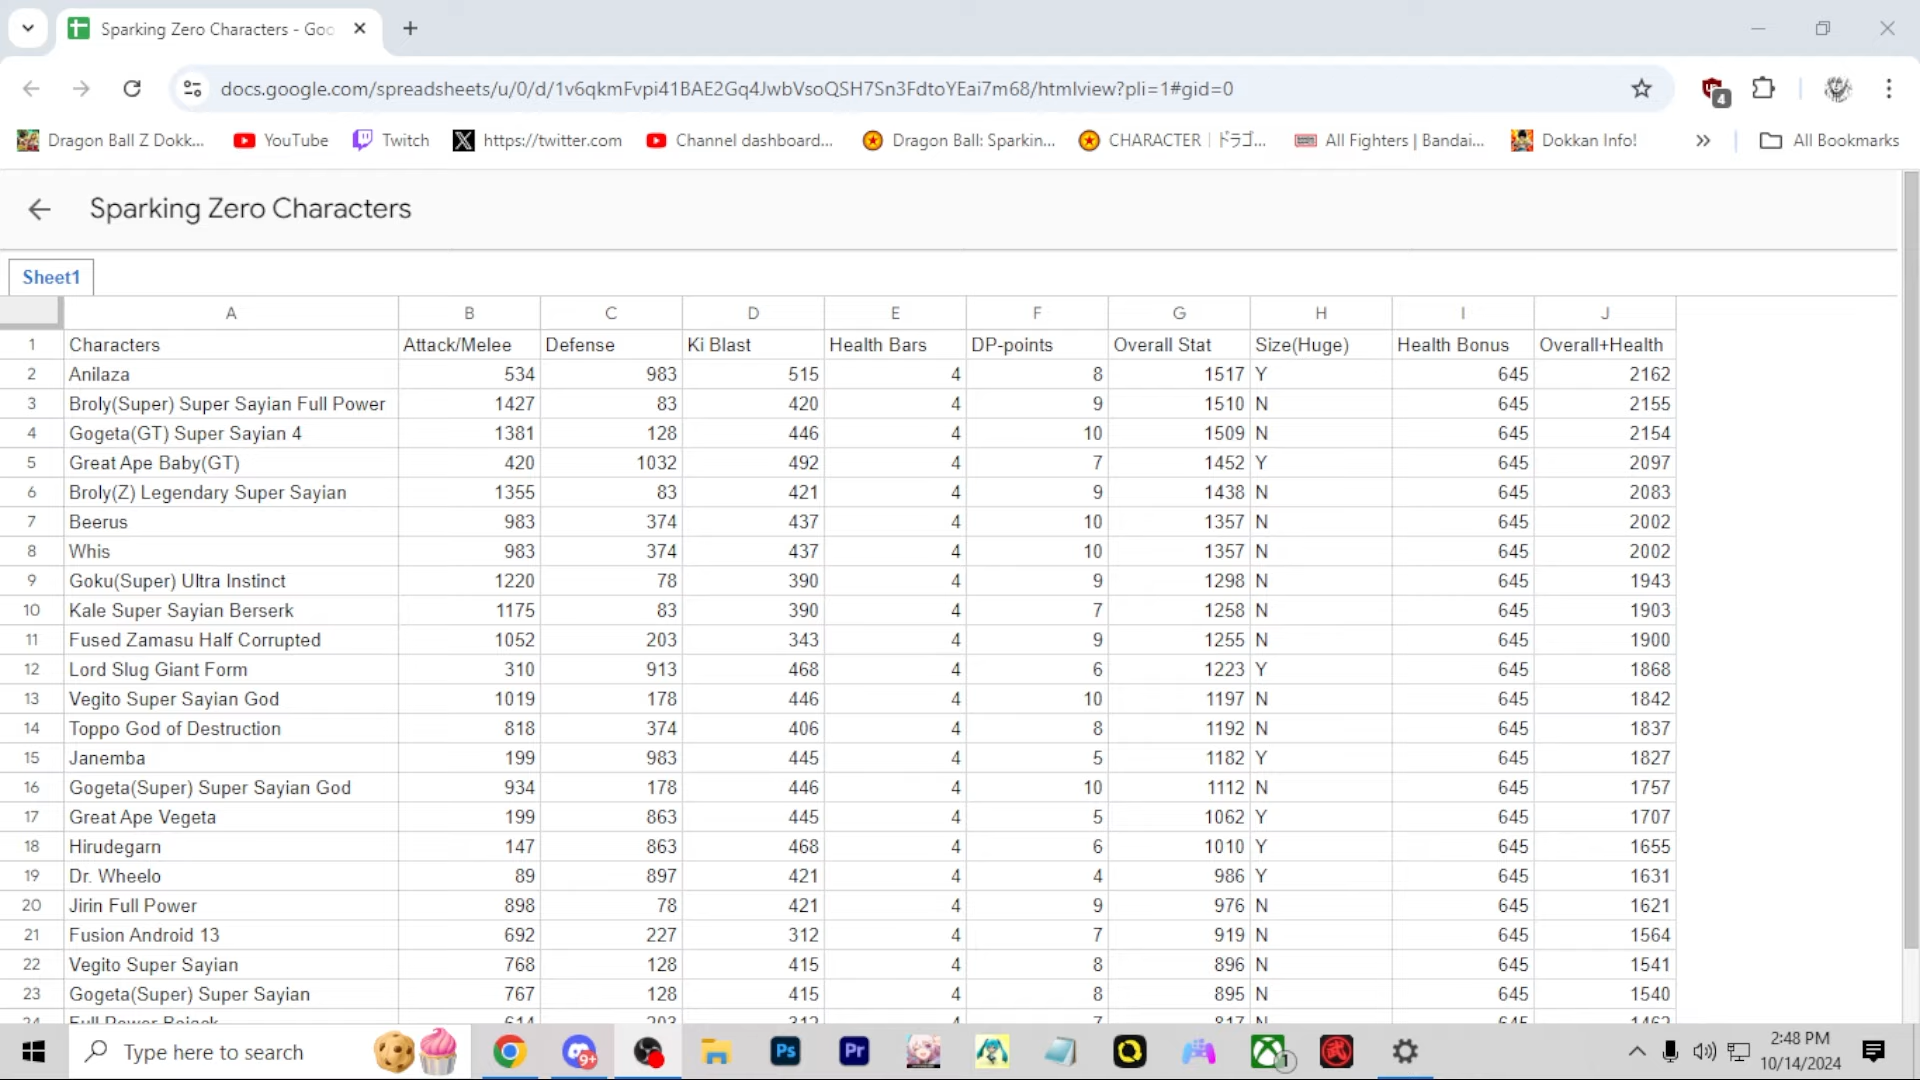 Sparking Zero Characters - Goo
docs.google.com/spreadsheets/u/0/d/1v6qkmFvpi41BAE2Gq4JwbVsoQSH7Sn3FdtoYEai7m68/htmlview?pli=1#gid=0
4
Dragon Ball Z Dokk... YouTube Twitch https://twitter.com Channel dashboard... Dragon Ball: Sparkin... CHARACTER | ドラゴ... All Fighters | Bandai... Dokkan Info! » All Bookmarks
Sparking Zero Characters
Sheet1
A B C D E F G H I J
1 Characters Attack/Melee Defense Ki Blast Health Bars DP-points Overall Stat Size(Huge) Health Bonus Overall+Health
2 Anilaza 534 983 515 4 8 1517 Y 645 2162
3 Broly(Super) Super Sayian Full Power 1427 83 420 4 9 1510 N 645 2155
4 Gogeta(GT) Super Sayian 4 1381 128 446 4 10 1509 N 645 2154
5 Great Ape Baby(GT) 420 1032 492 4 7 1452 Y 645 2097
6 Broly(Z) Legendary Super Sayian 1355 83 421 4 9 1438 N 645 2083
7 Beerus 983 374 437 4 10 1357 N 645 2002
8 Whis 983 374 437 4 10 1357 N 645 2002
9 Goku(Super) Ultra Instinct 1220 78 390 4 9 1298 N 645 1943
10 Kale Super Sayian Berserk 1175 83 390 4 7 1258 N 645 1903
11 Fused Zamasu Half Corrupted 1052 203 343 4 9 1255 N 645 1900
12 Lord Slug Giant Form 310 913 468 4 6 1223 Y 645 1868
13 Vegito Super Sayian God 1019 178 446 4 10 1197 N 645 1842
14 Toppo God of Destruction 818 374 406 4 8 1192 N 645 1837
15 Janemba 199 983 445 4 5 1182 Y 645 1827
16 Gogeta(Super) Super Sayian God 934 178 446 4 10 1112 N 645 1757
17 Great Ape Vegeta 199 863 445 4 5 1062 Y 645 1707
18 Hirudegarn 147 863 468 4 6 1010 Y 645 1655
19 Dr. Wheelo 89 897 421 4 4 986 Y 645 1631
20 Jirin Full Power 898 78 421 4 9 976 N 645 1621
21 Fusion Android 13 692 227 312 4 7 919 N 645 1564
22 Vegito Super Sayian 768 128 415 4 8 896 N 645 1541
23 Gogeta(Super) Super Sayian 767 128 415 4 8 895 N 645 1540
24 Full Power Bojack 614 203 312 4 7 817 N 645 1462
Type here to search 9+ Ps Pr 1 2:48 PM
10/14/2024